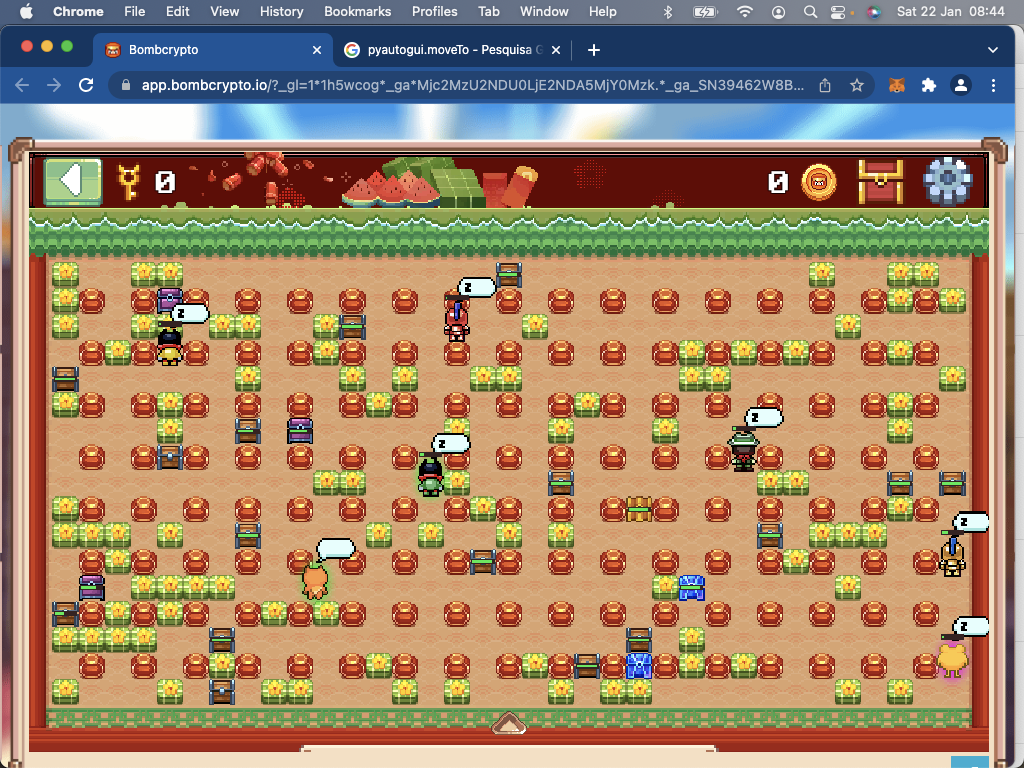 Chrome File Edit View History Bookmarks Profiles Tab Window Help Sat 22 Jan 08:44
Bombcrypto
pyautogui.moveTo - Pesquisa G
app.bombcrypto.io/?_gl=1*1h5wcog*_ga*Mjc2MzU2NDU0LjE2NDA5MjY0Mzk.*_ga_SN39462W8B...
0 0
z
z
z
z
z
z